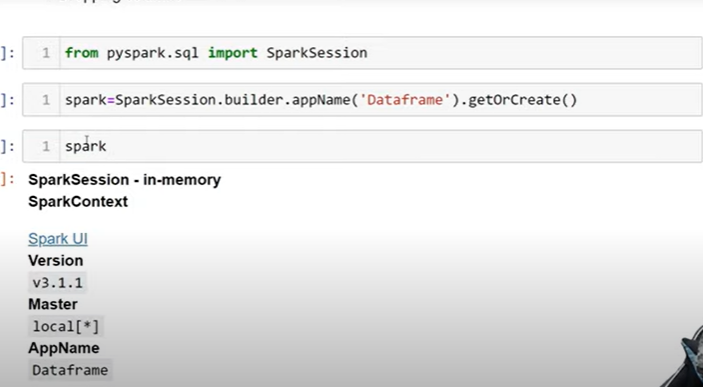 ]: 1 from pyspark.sql import SparkSession
]: 1 spark=SparkSession.builder.appName('Dataframe').getOrCreate()
]: 1 spark
]: SparkSession - in-memory
SparkContext
Spark UI
Version
v3.1.1
Master
local[*]
AppName
Dataframe